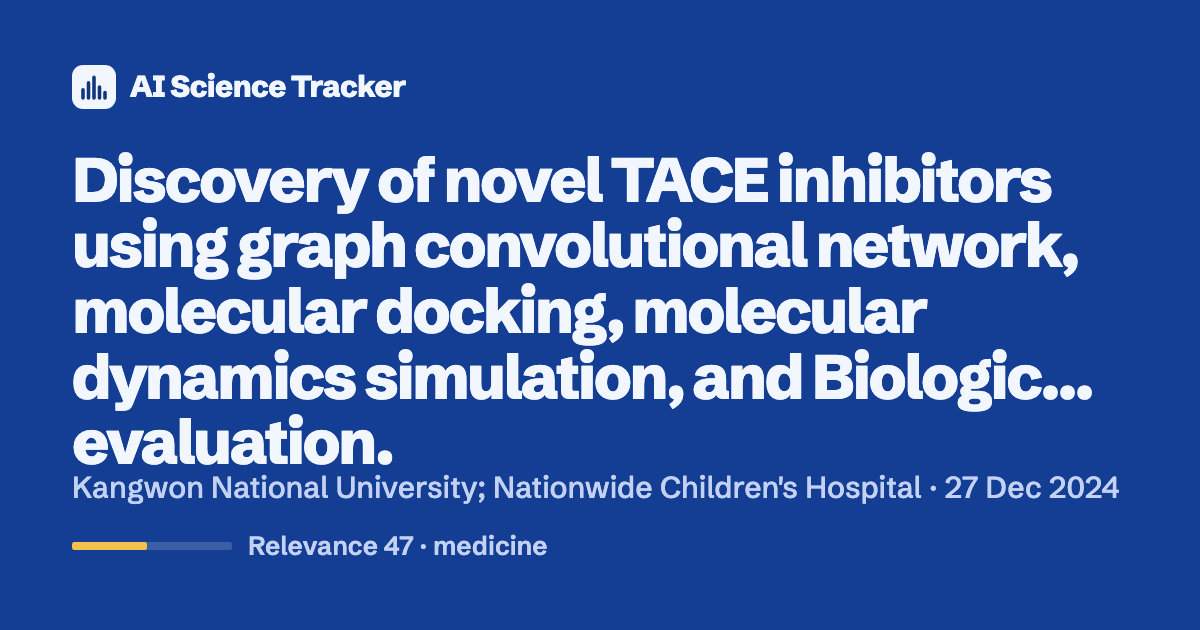 AI Science Tracker
Discovery of novel TACE inhibitors
using graph convolutional network,
molecular docking, molecular
dynamics simulation, and Biologic...
evaluation.
Kangwon National University; Nationwide Children's Hospital · 27 Dec 2024
Relevance 47 · medicine